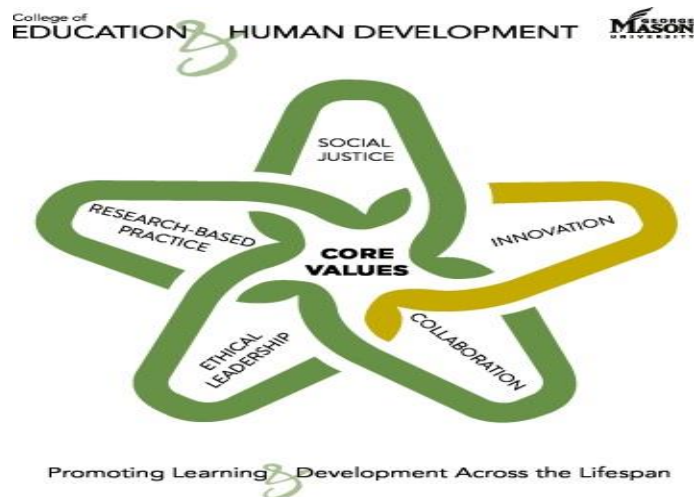 College of
EDUCATION & HUMAN DEVELOPMENT
GEORGE
MASON
UNIVERSITY
SOCIAL
JUSTICE
RESEARCH-BASED
PRACTICE
INNOVATION
CORE
VALUES
ETHICAL
LEADERSHIP
COLLABORATION
Promoting Learning & Development Across the Lifespan